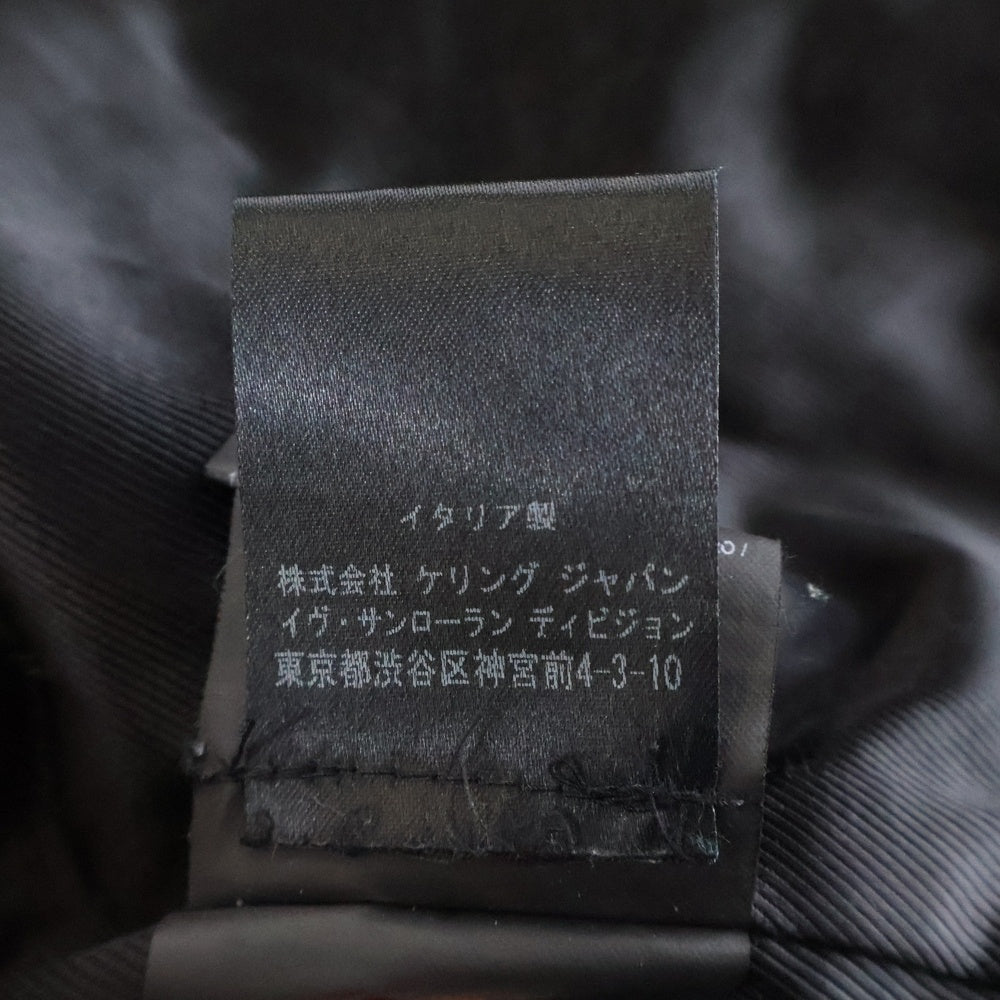 イタリア製
株式会社 ケリング ジャパン
イヴ・サンローラン ディビジョン
東京都渋谷区神宮前4-3-10